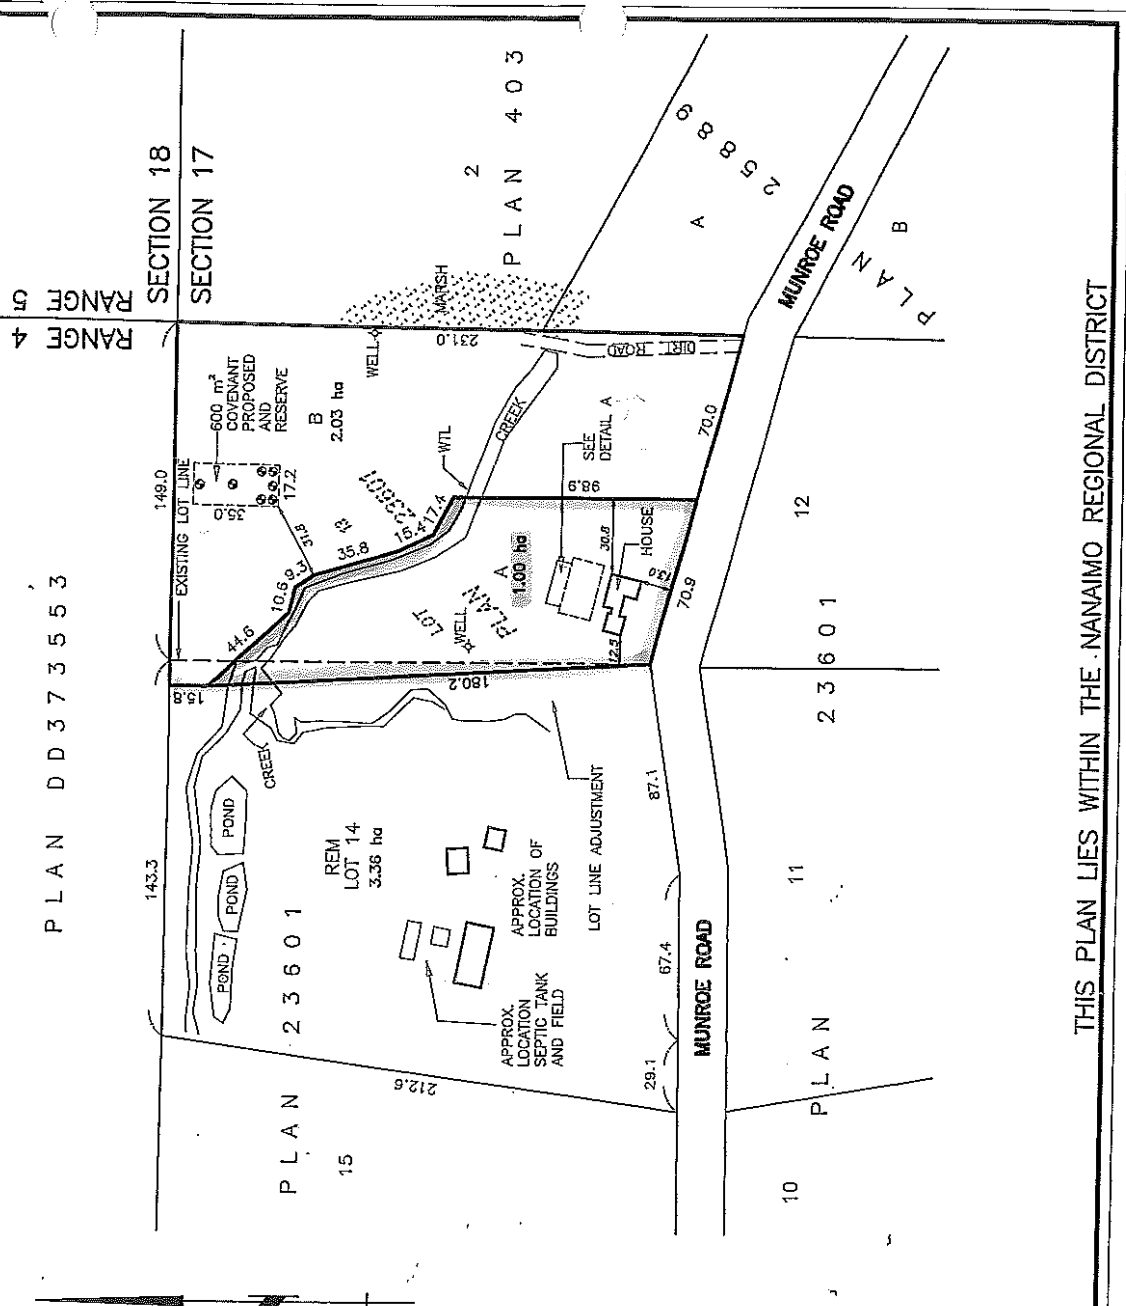 PLAN DD373553
EXISTING LOT LINE
149.0
143.3
15.8
SECTION 18
SECTION 17
RANGE 5
RANGE 4
600 m²
COVENANT
PROPOSED
AND
RESERVE
35.0
17.2
31.8
B
2.03 ha
WELL
231.0
MARSH
2
PLAN 403
A
25889
B
PLAN
MUNROE ROAD
DIRT ROAD
70.0
CREEK
WTL
13
23601
44.6
10.6
9.3
35.8
15.4
17.4
LOT
PLAN
A
1.00 ha
WELL
SEE
DETAIL A
98.9
30.8
HOUSE
13.0
12.5
70.9
180.2
CREEK
POND
POND
POND
REM
LOT 14
3.36 ha
APPROX.
LOCATION OF
BUILDINGS
APPROX.
LOCATION
SEPTIC TANK
AND FIELD
LOT LINE ADJUSTMENT
87.1
67.4
29.1
212.6
PLAN 23601
15
MUNROE ROAD
10
11
12
PLAN 23601
THIS PLAN LIES WITHIN THE NANAIMO REGIONAL DISTRICT